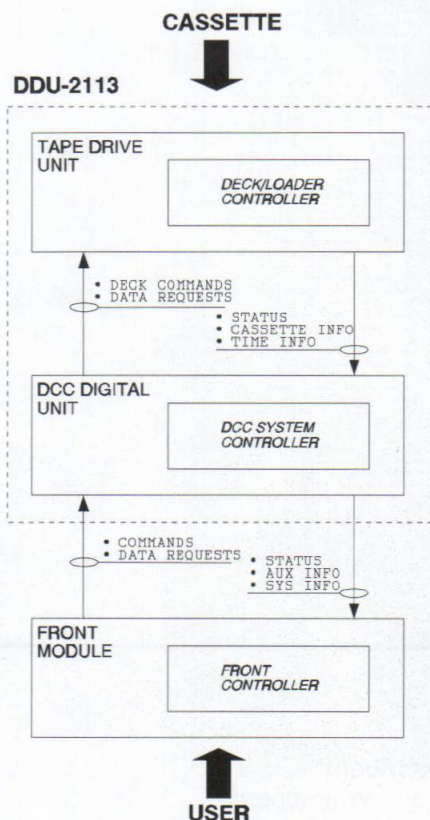 CASSETTE
DDU-2113
TAPE DRIVE
UNIT
DECK/LOADER
CONTROLLER
• DECK COMMANDS
• DATA REQUESTS
• STATUS
• CASSETTE INFO
• TIME INFO
DCC DIGITAL
UNIT
DCC SYSTEM
CONTROLLER
• COMMANDS
• DATA REQUESTS
• STATUS
• AUX INFO
• SYS INFO
FRONT
MODULE
FRONT
CONTROLLER
USER